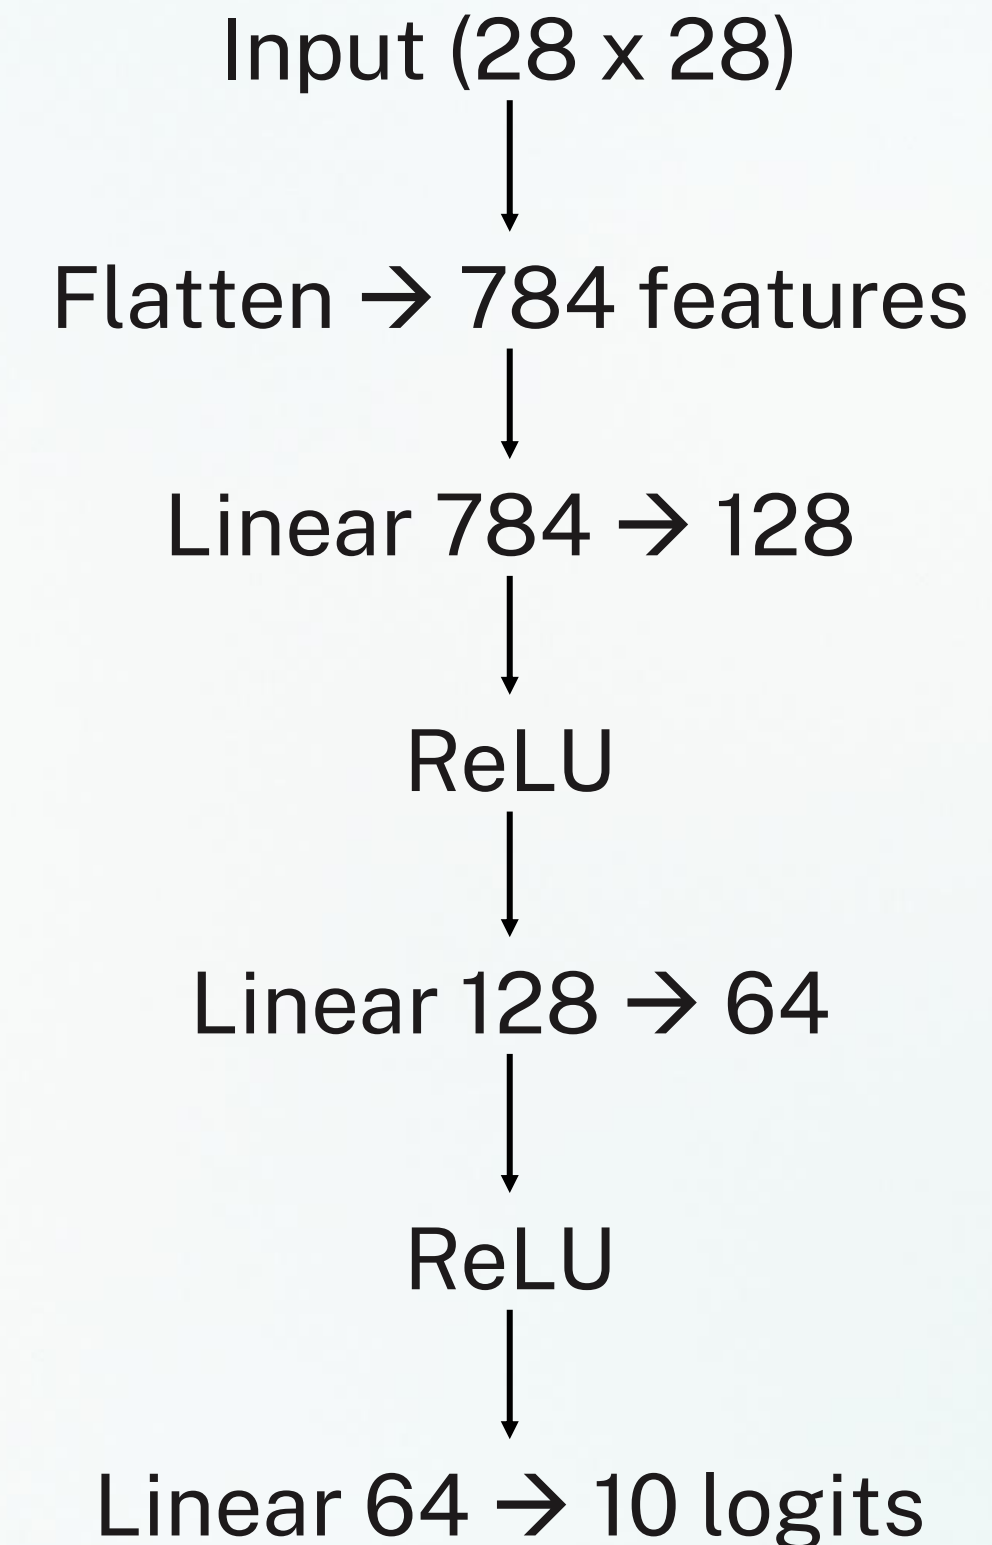 Input (28 x 28)
Flatten → 784 features
Linear 784 → 128
ReLU
Linear 128 → 64
ReLU
Linear 64 → 10 logits